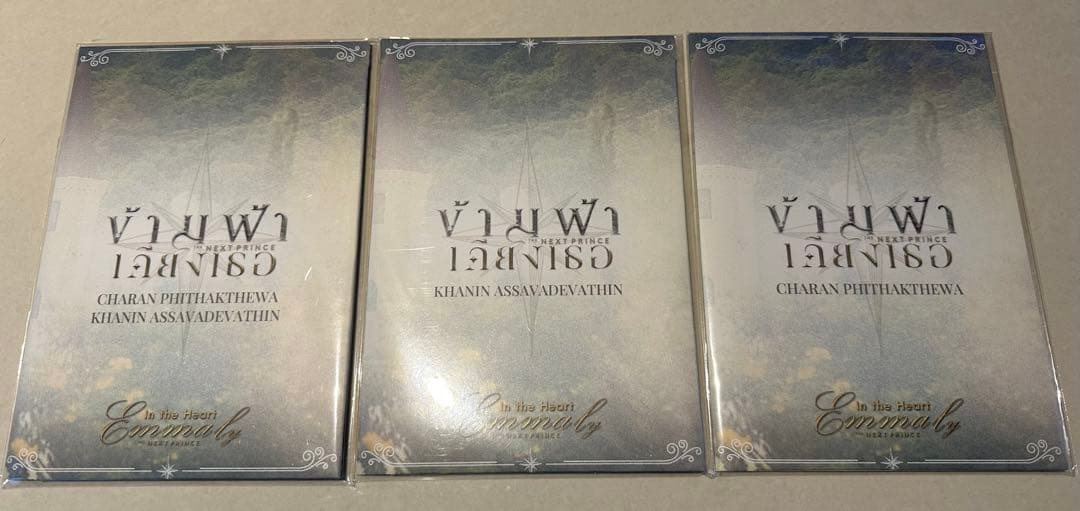 ข้ามฟ้า
THE NEXT PRINCE
เคียงเธอ
CHARAN PHITHAKTHEWA
KHANIN ASSAVADEVATHIN
In the Heart
Emmaly
NEXT PRINCE
ข้ามฟ้า
THE NEXT PRINCE
เคียงเธอ
KHANIN ASSAVADEVATHIN
In the Heart
Emmaly
NEXT PRINCE
ข้ามฟ้า
THE NEXT PRINCE
เคียงเธอ
CHARAN PHITHAKTHEWA
In the Heart
Emmaly
NEXT PRINCE